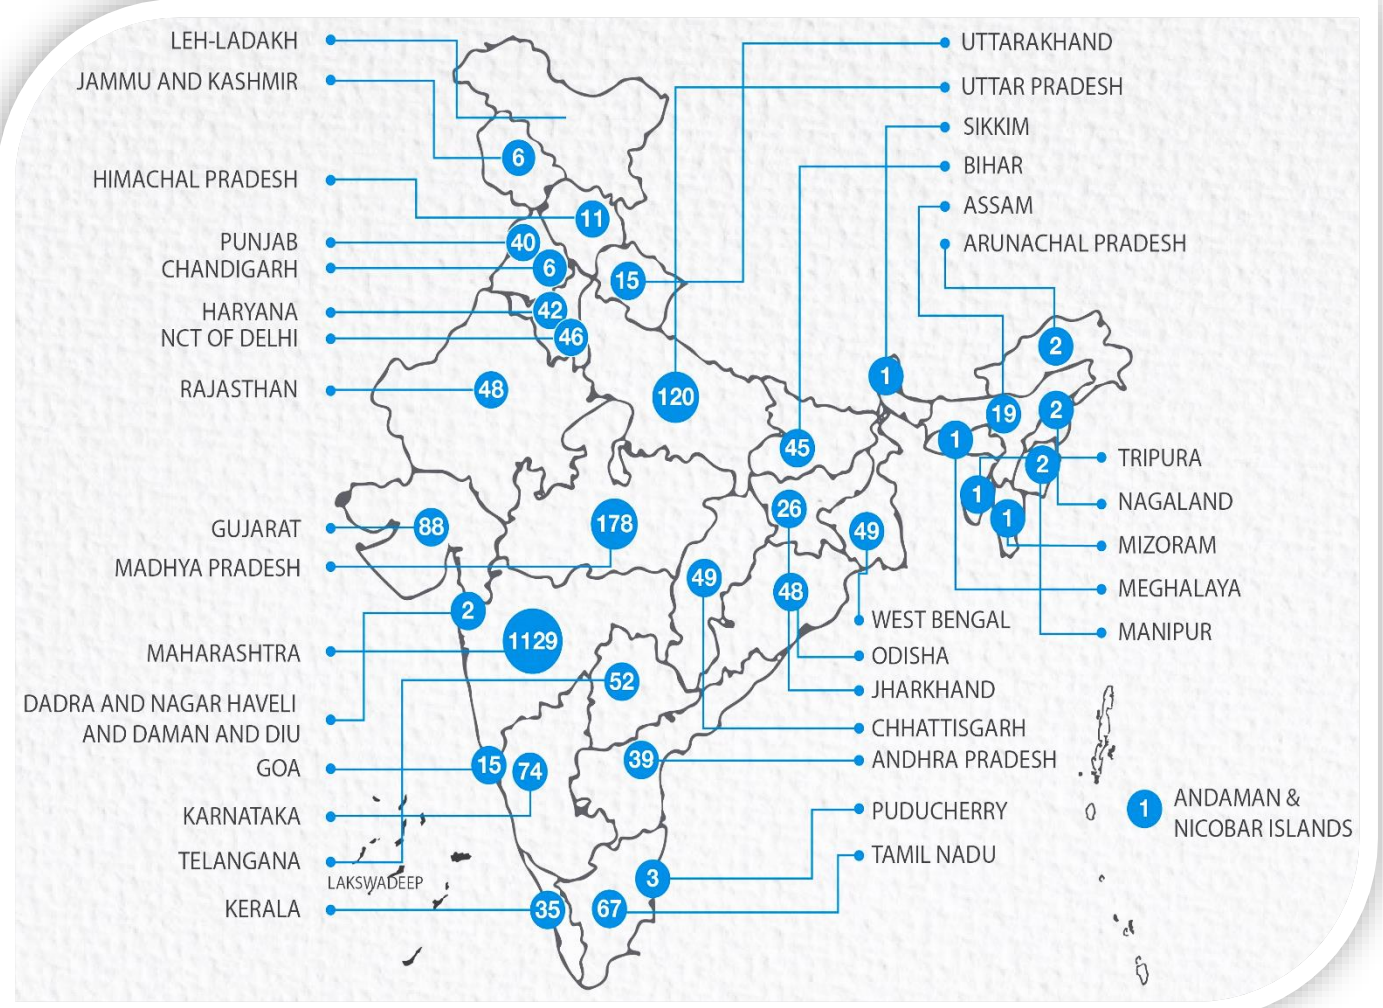 LEH-LADAKH
JAMMU AND KASHMIR
6
HIMACHAL PRADESH
11
PUNJAB
40
CHANDIGARH
6
HARYANA
42
NCT OF DELHI
46
RAJASTHAN
48
GUJARAT
88
MADHYA PRADESH
178
2
MAHARASHTRA
1129
DADRA AND NAGAR HAVELI
AND DAMAN AND DIU
GOA
15
KARNATAKA
74
TELANGANA
52
LAKSWADEEP
KERALA
35
UTTARAKHAND
15
UTTAR PRADESH
120
SIKKIM
1
BIHAR
45
ASSAM
19
ARUNACHAL PRADESH
2
TRIPURA
1
NAGALAND
2
MIZORAM
1
MEGHALAYA
1
MANIPUR
2
WEST BENGAL
49
ODISHA
48
JHARKHAND
26
CHHATTISGARH
49
ANDHRA PRADESH
39
PUDUCHERRY
3
TAMIL NADU
67
1
ANDAMAN &
NICOBAR ISLANDS